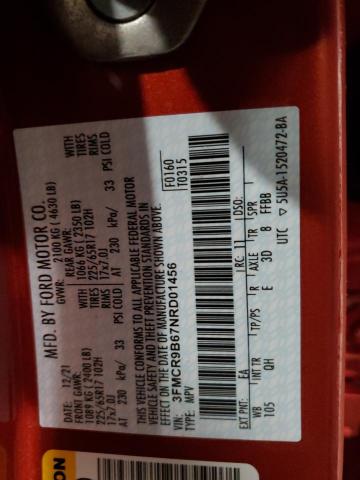 MFD. BY FORD MOTOR CO.
DATE: 12/21
GVWR: 2100 KG ( 4630 LB)
FRONT GAWR:
1089 KG ( 2400 LB)
225/65R17 102H
17x7.0J
AT 230 kPa/ 33 PSI COLD
WITH
TIRES
RIMS
REAR GAWR:
1066 KG ( 2350 LB)
225/65R17 102H
17x7.0J
AT 230 kPa/ 33 PSI COLD
WITH
TIRES
RIMS
THIS VEHICLE CONFORMS TO ALL APPLICABLE FEDERAL MOTOR
VEHICLE SAFETY AND THEFT PREVENTION STANDARDS IN
EFFECT ON THE DATE OF MANUFACTURE SHOWN ABOVE.
F0160
T0315
VIN: 3FMCR9B67NRD01456
TYPE: MPV
EXT PNT: EA RC: 11 DSO:
WB TP/PS R AXLE TR SPR
105 QH E 3D 8 FFBB
UTC ▽ 5U5A-1520472-BA
ON